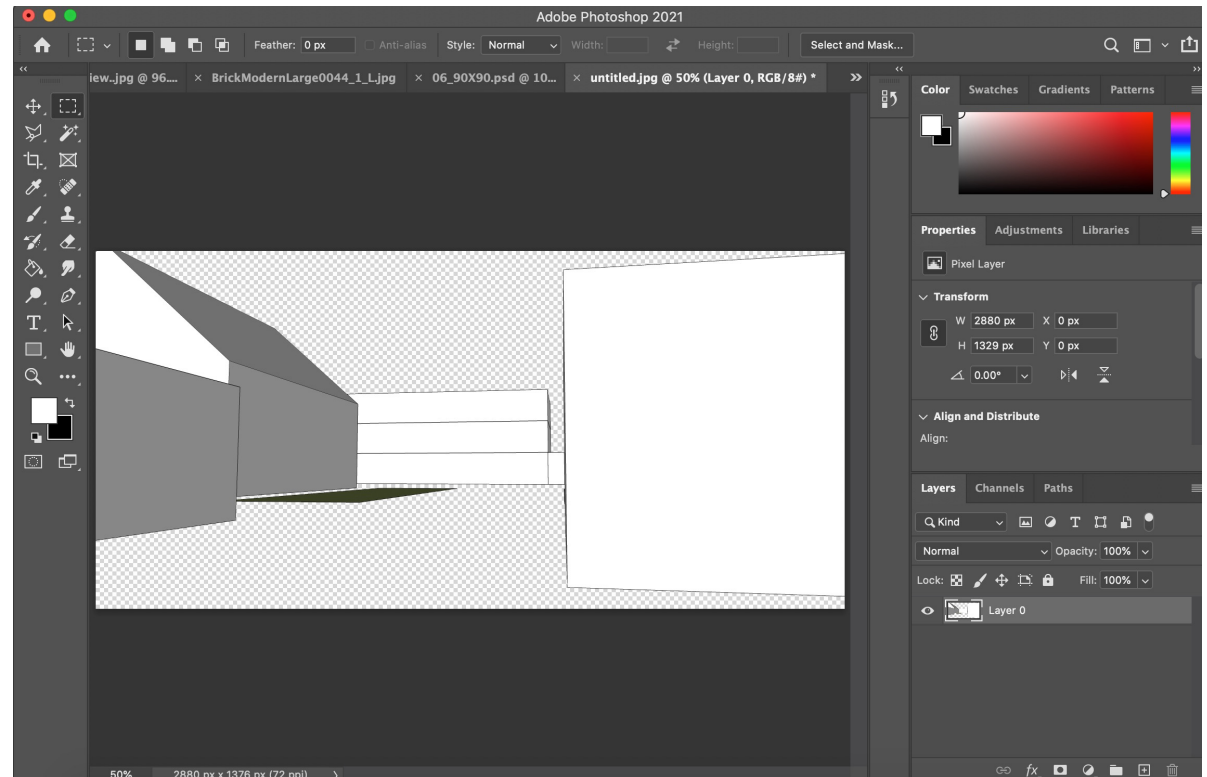 Adobe Photoshop 2021
Feather: 0 px Anti-alias Style: Normal Width: Height: Select and Mask...
iew..jpg @ 96.... × BrickModernLarge0044_1_L.jpg × 06_90X90.psd @ 10... × untitled.jpg @ 50% (Layer 0, RGB/8#) *
Color Swatches Gradients Patterns
Properties Adjustments Libraries
Pixel Layer
Transform
W 2880 px X 0 px
H 1329 px Y 0 px
0.00°
Align and Distribute
Align:
Layers Channels Paths
Kind
Normal Opacity: 100%
Lock: Fill: 100%
Layer 0
fx
50% 2880 px x 1376 px (72 ppi)